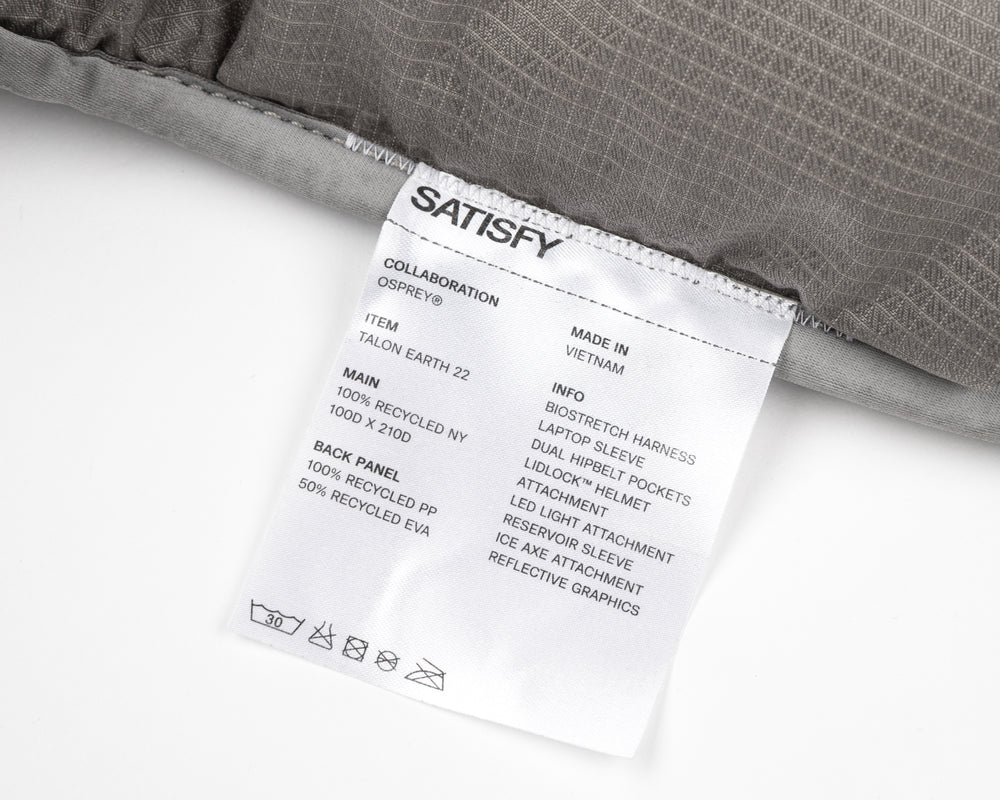 SATISFY
COLLABORATION
OSPREY®
ITEM
TALON EARTH 22
MAIN
100% RECYCLED NY
100D X 210D
BACK PANEL
100% RECYCLED PP
50% RECYCLED EVA
MADE IN
VIETNAM
INFO
BIOSTRETCH HARNESS
LAPTOP SLEEVE
DUAL HIPBELT POCKETS
LIDLOCK™ HELMET
ATTACHMENT
LED LIGHT ATTACHMENT
RESERVOIR SLEEVE
ICE AXE ATTACHMENT
REFLECTIVE GRAPHICS
30